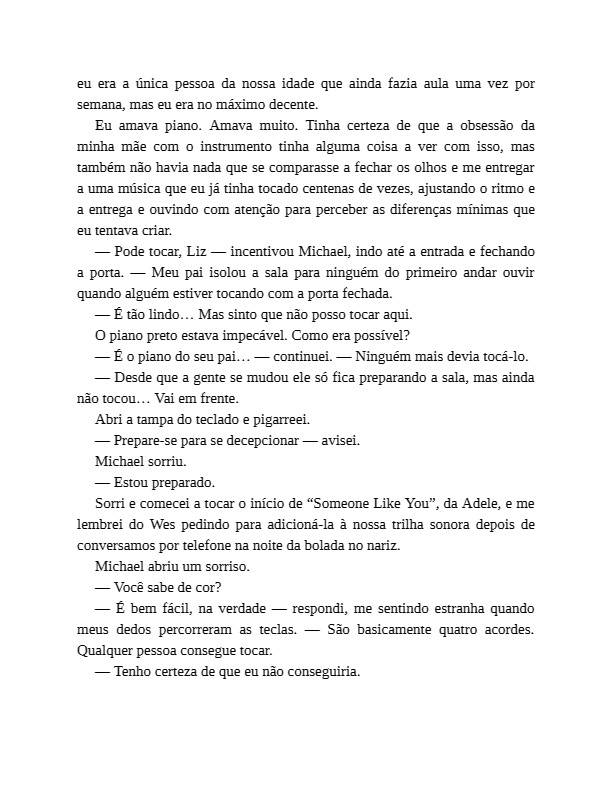 eu era a única pessoa da nossa idade que ainda fazia aula uma vez por
semana, mas eu era no máximo decente.
Eu amava piano. Amava muito. Tinha certeza de que a obsessão da
minha mãe com o instrumento tinha alguma coisa a ver com isso, mas
também não havia nada que se comparasse a fechar os olhos e me entregar
a uma música que eu já tinha tocado centenas de vezes, ajustando o ritmo e
a entrega e ouvindo com atenção para perceber as diferenças mínimas que
eu tentava criar.
— Pode tocar, Liz — incentivou Michael, indo até a entrada e fechando
a porta. — Meu pai isolou a sala para ninguém do primeiro andar ouvir
quando alguém estiver tocando com a porta fechada.
— É tão lindo… Mas sinto que não posso tocar aqui.
O piano preto estava impecável. Como era possível?
— É o piano do seu pai… — continuei. — Ninguém mais devia tocá-lo.
— Desde que a gente se mudou ele só fica preparando a sala, mas ainda
não tocou… Vai em frente.
Abri a tampa do teclado e pigarreei.
— Prepare-se para se decepcionar — avisei.
Michael sorriu.
— Estou preparado.
Sorri e comecei a tocar o início de “Someone Like You”, da Adele, e me
lembrei do Wes pedindo para adicioná-la à nossa trilha sonora depois de
conversamos por telefone na noite da bolada no nariz.
Michael abriu um sorriso.
— Você sabe de cor?
— É bem fácil, na verdade — respondi, me sentindo estranha quando
meus dedos percorreram as teclas. — São basicamente quatro acordes.
Qualquer pessoa consegue tocar.
— Tenho certeza de que eu não conseguiria.